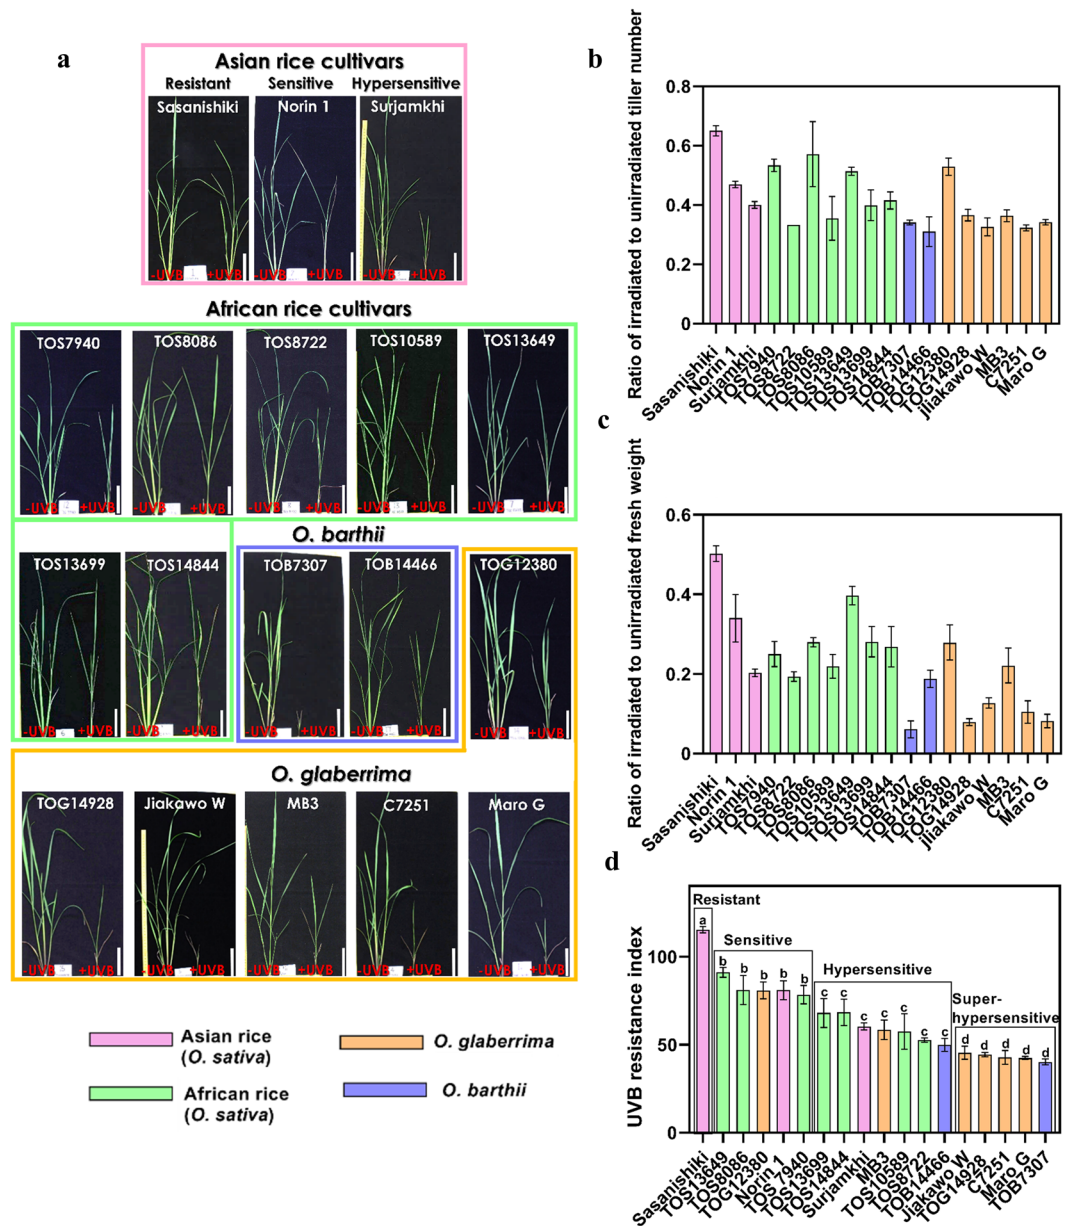 a
Asian rice cultivars
Resistant Sensitive Hypersensitive
Sasanishiki Norin 1 Surjamkhi
-UVB +UVB -UVB +UVB -UVB +UVB
African rice cultivars
TOS7940 TOS8086 TOS8722 TOS10589 TOS13649
-UVB +UVB -UVB +UVB -UVB +UVB -UVB +UVB -UVB +UVB
O. barthii
TOS13699 TOS14844 TOB7307 TOB14466 TOG12380
-UVB +UVB -UVB +UVB -UVB +UVB -UVB +UVB -UVB +UVB
O. glaberrima
TOG14928 Jiakawo W MB3 C7251 Maro G
-UVB +UVB -UVB +UVB -UVB +UVB -UVB +UVB -UVB +UVB
Asian rice
(O. sativa)
O. glaberrima
African rice
(O. sativa)
O. barthii
b
Ratio of irradiated to unirradiated tiller number
0.8
0.6
0.4
0.2
0
Sasanishiki
Norin 1
Surjamkhi
TOS7940
TOS8722
TOS8086
TOS10589
TOS13649
TOS13699
TOS14844
TOB7307
TOB14466
TOG12380
TOG14928
jiakawo W
MB3
C7251
Maro G
c
Ratio of irradiated to unirradiated fresh weight
0.6
0.4
0.2
0
Sasanishiki
Norin 1
Surjamkhi
TOS7940
TOS8722
TOS8086
TOS10589
TOS13649
TOS13699
TOS14844
TOB7307
TOB14466
TOG12380
TOG14928
jIiakawo W
MB3
C7251
Maro G
d
UVB resistance index
100
50
0
Resistant
Sensitive
Hypersensitive
Super-
hypersensitive
a b b b b b c c c c c c c d d d d d
Sasanishiki
TOS13649
TOS8086
TOG12380
Norin 1
TOS 7940
TOS13699
TOS14844
Surjamkhi
MB3
TOS10589
TOS8722
TOB14466
Jiakawo W
TOG14928
C7251
Maro G
TOB7307